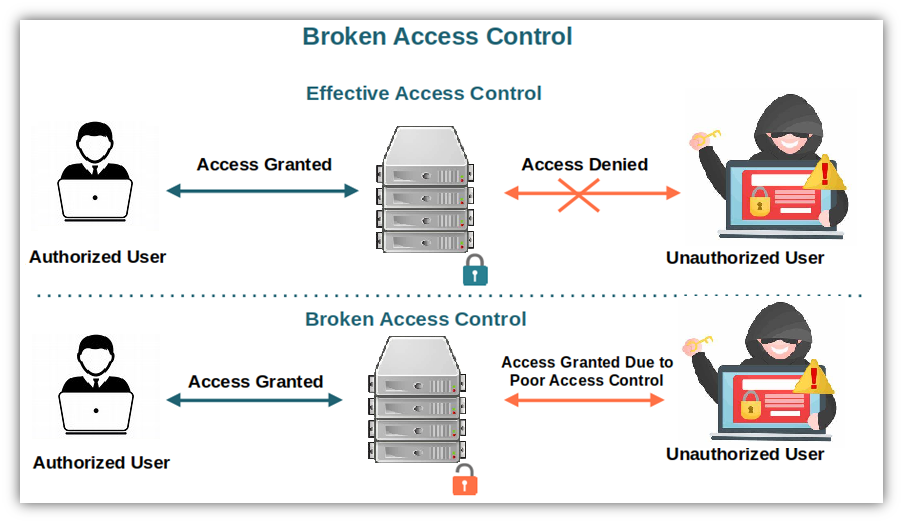 Broken Access Control
Effective Access Control
Access Granted
Access Denied
Authorized User
Unauthorized User
Broken Access Control
Access Granted
Access Granted Due to
Poor Access Control
Authorized User
Unauthorized User